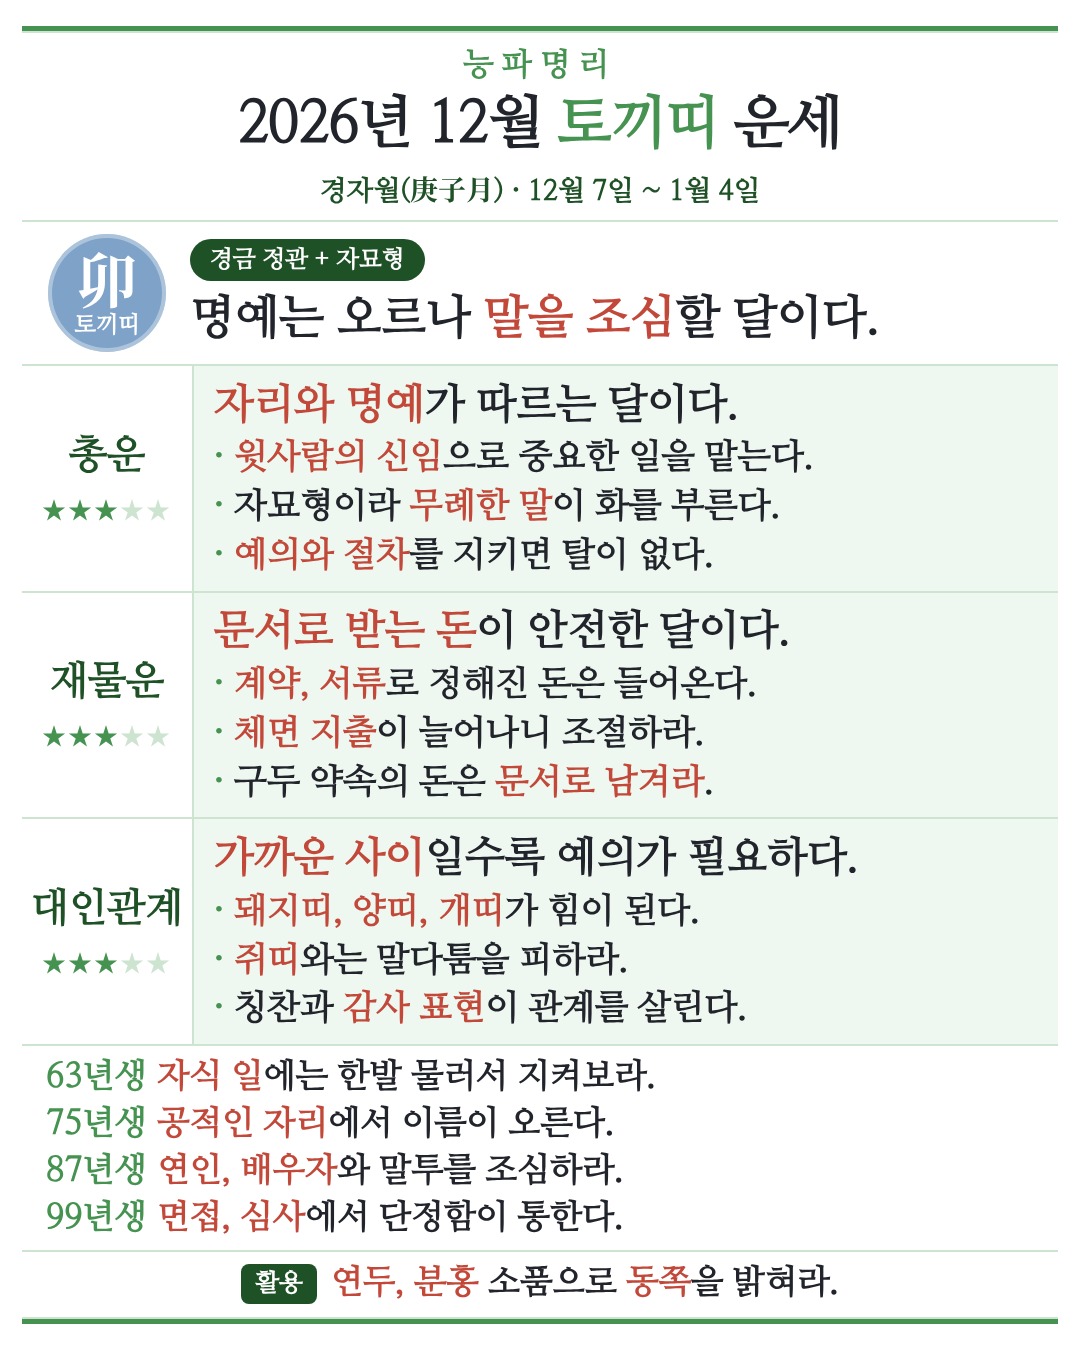 능파명리
2026년 12월 토끼띠 운세
경자월(庚子月) · 12월 7일 ~ 1월 4일
卯
토끼띠
경금 정관 + 자묘형
명예는 오르나 말을 조심할 달이다.
총운
★★★★★
자리와 명예가 따르는 달이다.
· 윗사람의 신임으로 중요한 일을 맡는다.
· 자묘형이라 무례한 말이 화를 부른다.
· 예의와 절차를 지키면 탈이 없다.
재물운
★★★★★
문서로 받는 돈이 안전한 달이다.
· 계약, 서류로 정해진 돈은 들어온다.
· 체면 지출이 늘어나니 조절하라.
· 구두 약속의 돈은 문서로 남겨라.
대인관계
★★★★★
가까운 사이일수록 예의가 필요하다.
· 돼지띠, 양띠, 개띠가 힘이 된다.
· 쥐띠와는 말다툼을 피하라.
· 칭찬과 감사 표현이 관계를 살린다.
63년생 자식 일에는 한발 물러서 지켜보라.
75년생 공적인 자리에서 이름이 오른다.
87년생 연인, 배우자와 말투를 조심하라.
99년생 면접, 심사에서 단정함이 통한다.
활용 연두, 분홍 소품으로 동쪽을 밝혀라.